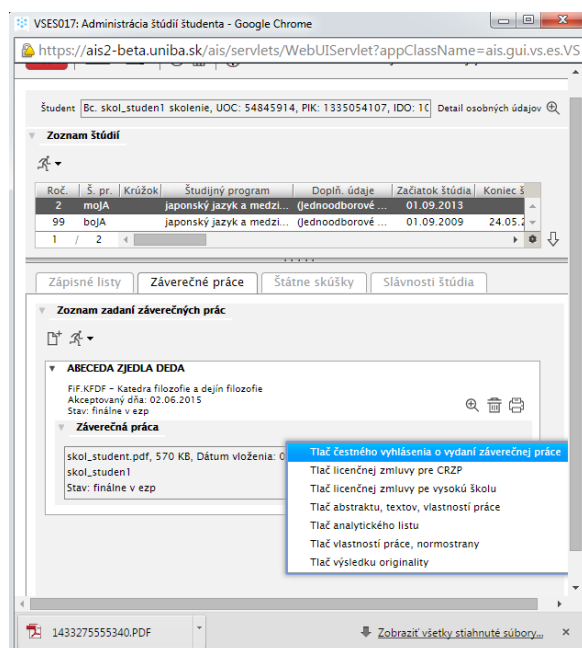 VSES017: Administrácia štúdií študenta - Google Chrome
https://ais2-beta.uniba.sk/ais/servlets/WebUIServlet?appClassName=ais.gui.vs.es.VS
Študent Bc. skol_studen1 skolenie, UOC: 54845914, PIK: 1335054107, IDO: 10 Detail osobných údajov
Zoznam štúdií
Roč. Š. pr. Krúžok Študijný program Doplň. údaje Začiatok štúdia Koniec š
2 moJA japonský jazyk a medzi... (Jednoodborové ... 01.09.2013
99 boJA japonský jazyk a medzi... (Jednoodborové ... 01.09.2009 24.05.2
1 / 2
Zápisné listy Záverečné práce Štátne skúšky Slávnosti štúdia
Zoznam zadaní záverečných prác
ABECEDA ZJEDLA DEDA
FiF.KFDF - Katedra filozofie a dejín filozofie
Akceptovaný dňa: 02.06.2015
Stav: finálne v ezp
Záverečná práca
skol_student.pdf, 570 KB, Dátum vloženia: 0
skol_studen1
Stav: finálne v ezp
Tlač čestného vyhlásenia o vydaní záverečnej práce
Tlač licenčnej zmluvy pre CRZP
Tlač licenčnej zmluvy pe vysokú školu
Tlač abstraktu, textov, vlastností práce
Tlač analytického listu
Tlač vlastností práce, normostrany
Tlač výsledku originality
1433275555340.PDF
Zobraziť všetky stiahnuté súbory...